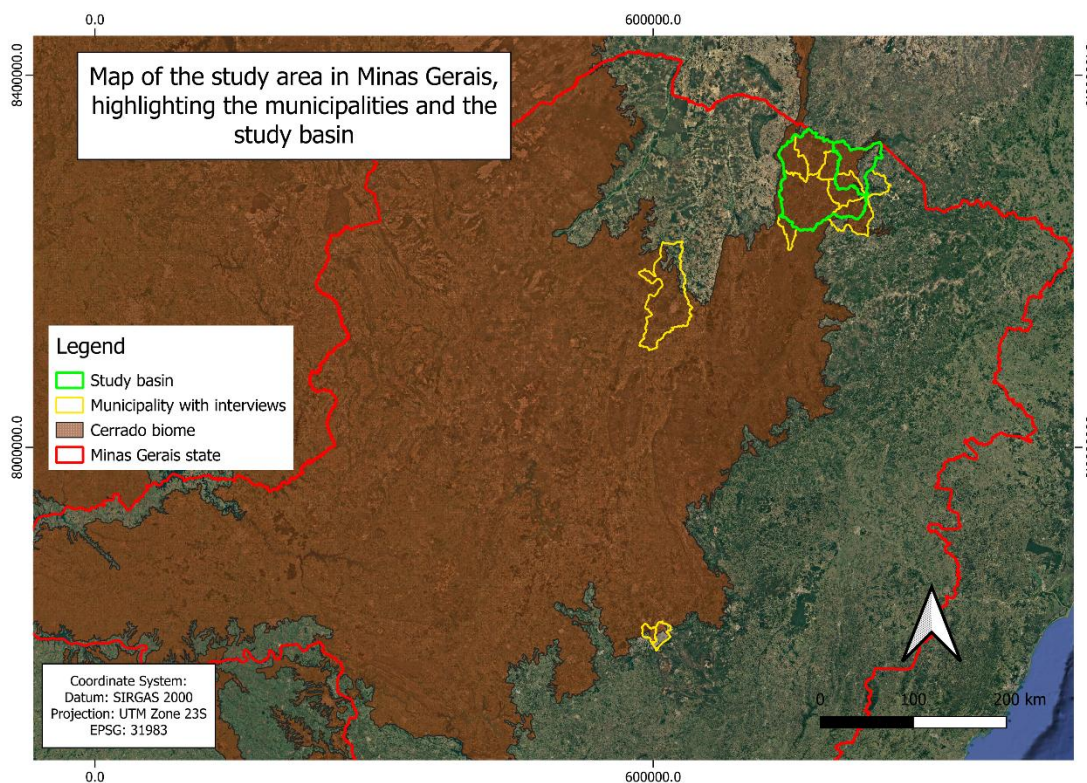 0.0
600000.0
8400000.0
Map of the study area in Minas Gerais,
highlighting the municipalities and the
study basin
Legend
Study basin
Municipality with interviews
Cerrado biome
Minas Gerais state
8000000.0
Coordinate System:
Datum: SIRGAS 2000
Projection: UTM Zone 23S
EPSG: 31983
0
100
200 km
0.0
600000.0